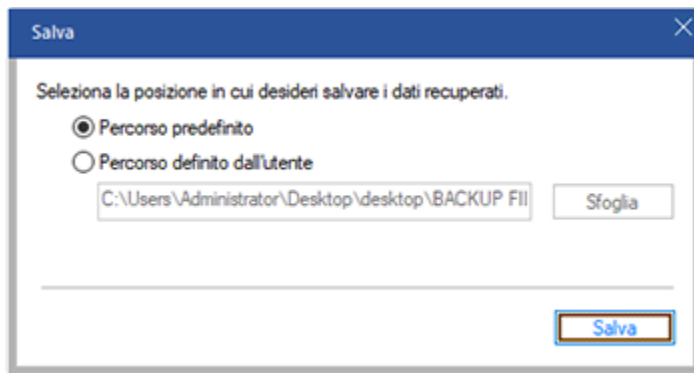 Salva
Seleziona la posizione in cui desideri salvare i dati recuperati.
Percorso predefinito
Percorso definito dall'utente
C:\Users\Administrator\Desktop\desktop\BACKUP FII
Sfoglia
Salva